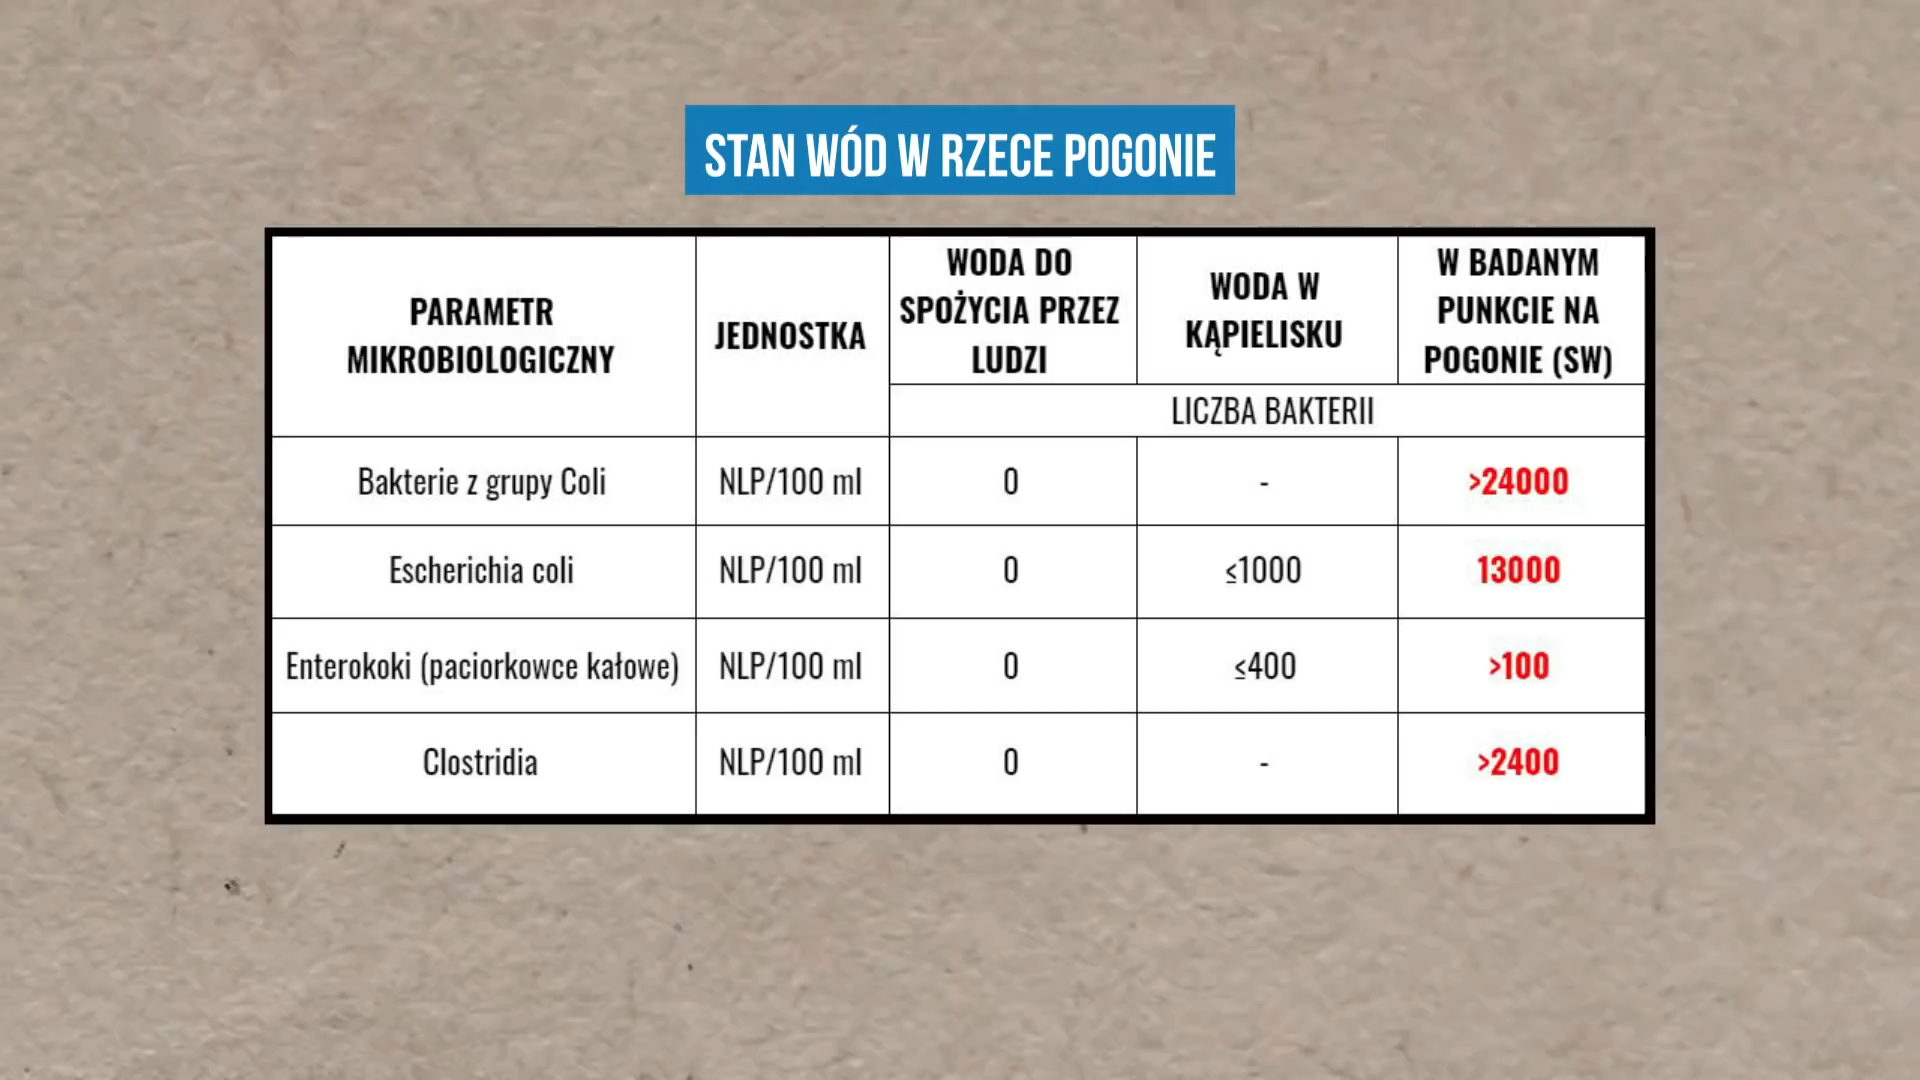 STAN WÓD W RZECE POGONIE
PARAMETR
MIKROBIOLOGICZNY
JEDNOSTKA
WODA DO
SPOŻYCIA PRZEZ
LUDZI
WODA W
KĄPIELISKU
W BADANYM
PUNKCIE NA
POGONIE (SW)
LICZBA BAKTERII
Bakterie z grupy Coli NLP/100 ml 0 - >24000
Escherichia coli NLP/100 ml 0 ≤1000 13000
Enterokoki (paciorkowce kałowe) NLP/100 ml 0 ≤400 >100
Clostridia NLP/100 ml 0 - >2400